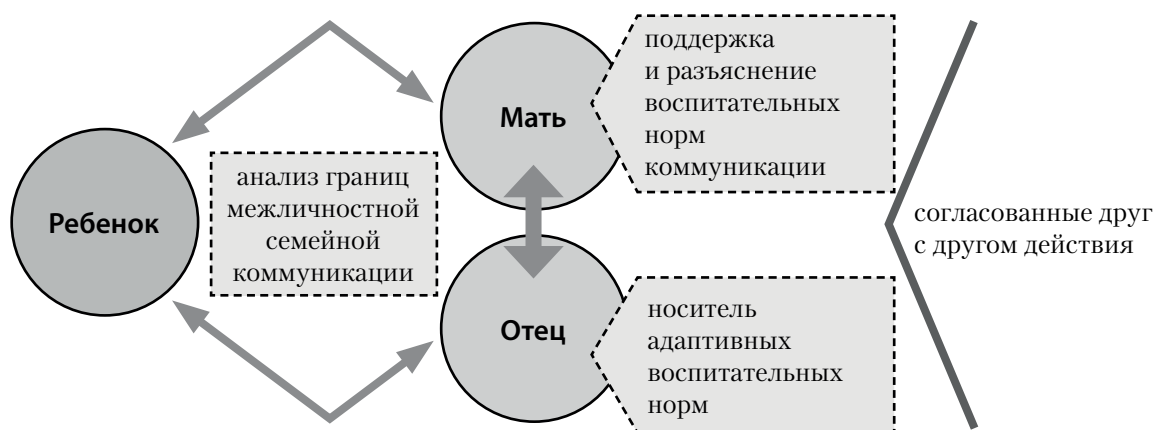 Ребенок
анализ границ
межличностной
семейной
коммуникации
Мать
поддержка
и разъяснение
воспитательных
норм
коммуникации
Отец
носитель
адаптивных
воспитательных
норм
согласованные друг
с другом действия